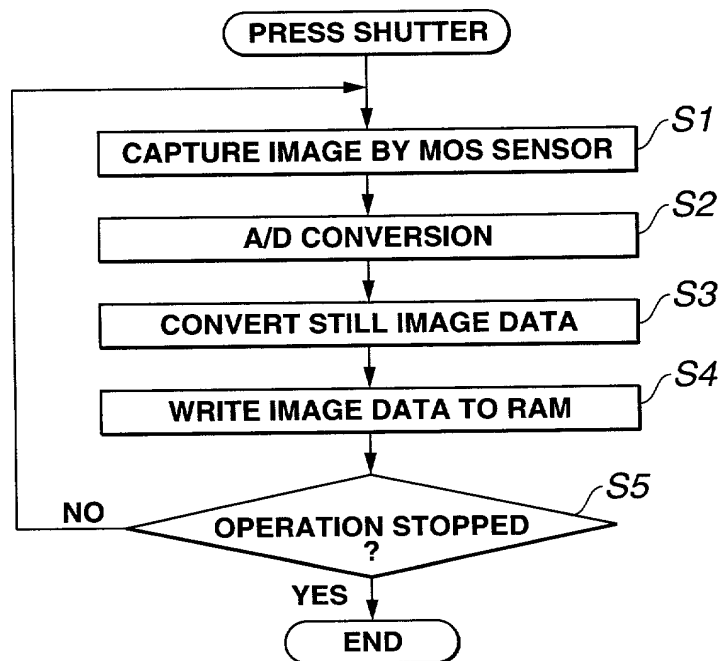 PRESS SHUTTER
S1
CAPTURE IMAGE BY MOS SENSOR
S2
A/D CONVERSION
S3
CONVERT STILL IMAGE DATA
S4
WRITE IMAGE DATA TO RAM
S5
NO
OPERATION STOPPED
?
YES
END